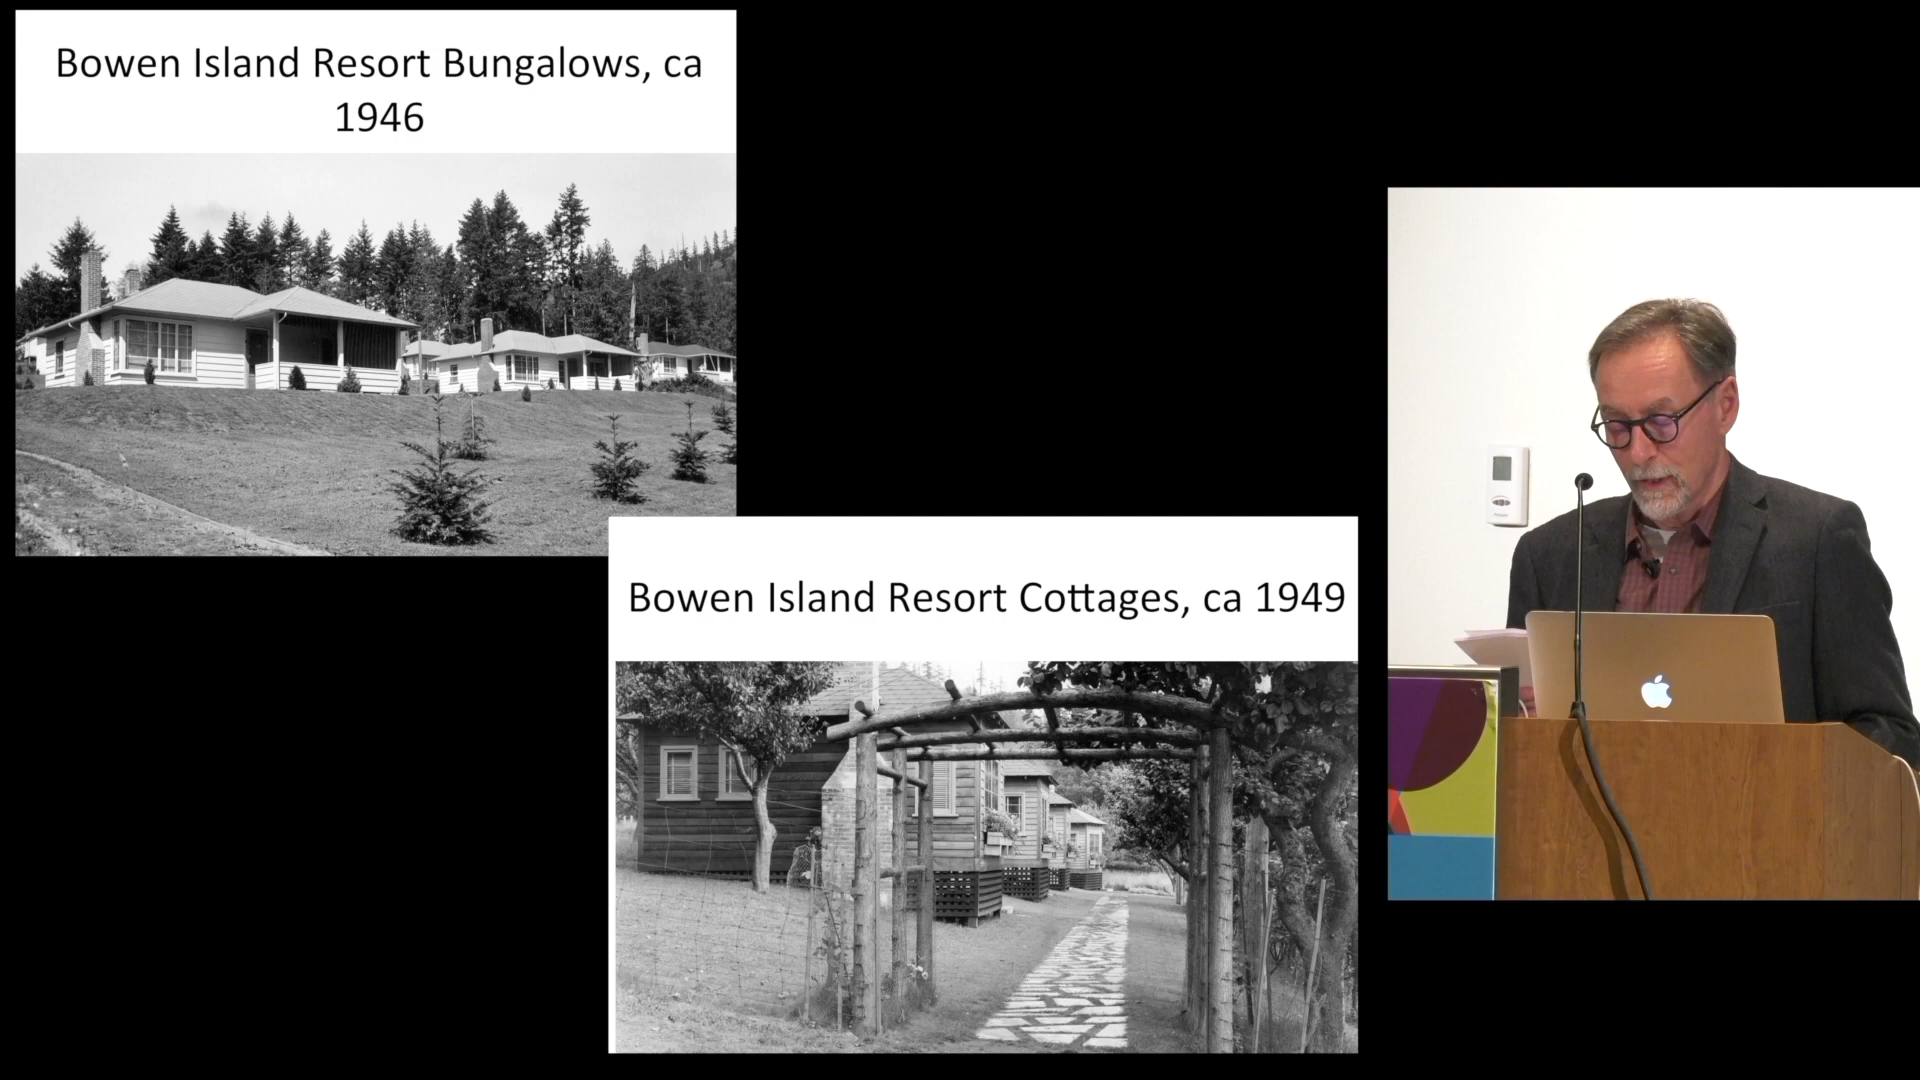 Bowen Island Resort Bungalows, ca
1946
Bowen Island Resort Cottages, ca 1949